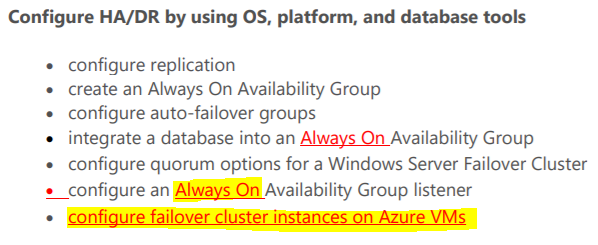 Configure HA/DR by using OS, platform, and database tools
• configure replication
• create an Always On Availability Group
• configure auto-failover groups
• integrate a database into an Always On Availability Group
• configure quorum options for a Windows Server Failover Cluster
• configure an Always On Availability Group listener
• configure failover cluster instances on Azure VMs